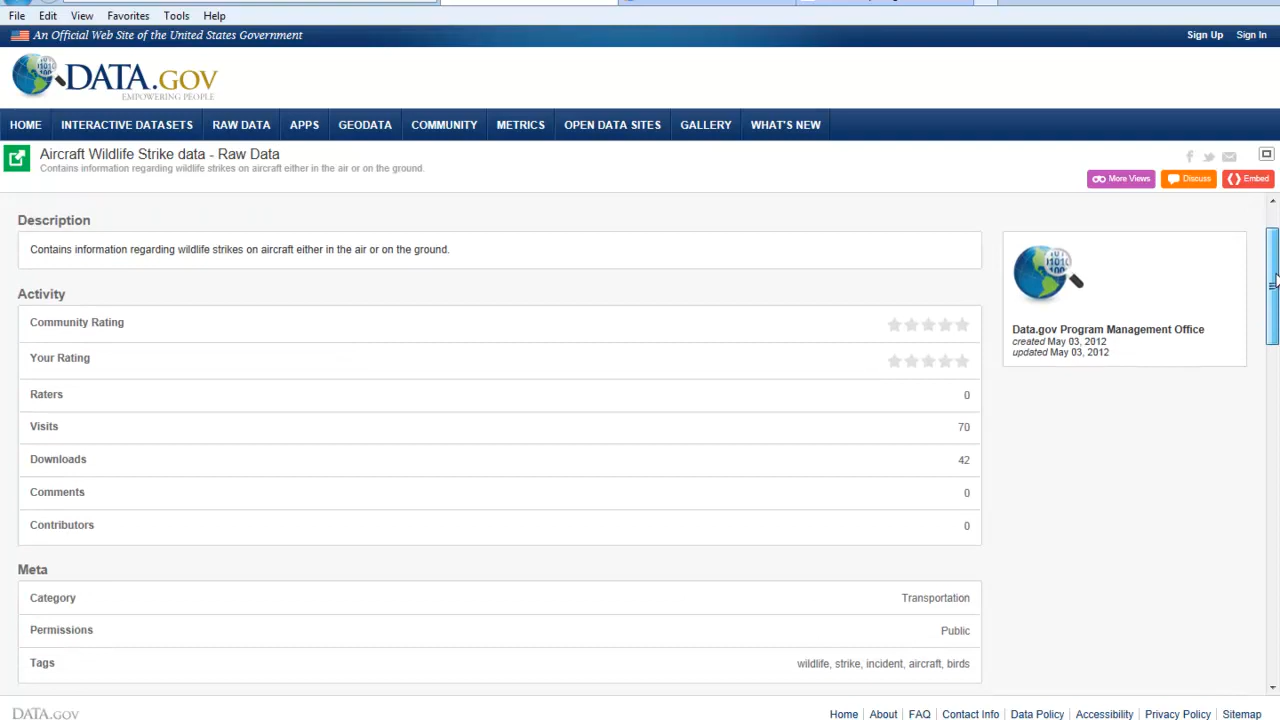 File Edit View Favorites Tools Help
An Official Web Site of the United States Government Sign Up Sign In
DATA.GOV
EMPOWERING PEOPLE
HOME INTERACTIVE DATASETS RAW DATA APPS GEODATA COMMUNITY METRICS OPEN DATA SITES GALLERY WHAT'S NEW
Aircraft Wildlife Strike data - Raw Data
Contains information regarding wildlife strikes on aircraft either in the air or on the ground.
More Views Discuss Embed
Description
Contains information regarding wildlife strikes on aircraft either in the air or on the ground.
Data.gov Program Management Office
created May 03, 2012
updated May 03, 2012
Activity
Community Rating
Your Rating
Raters 0
Visits 70
Downloads 42
Comments 0
Contributors 0
Meta
Category Transportation
Permissions Public
Tags wildlife, strike, incident, aircraft, birds
DATA.GOV Home About FAQ Contact Info Data Policy Accessibility Privacy Policy Sitemap